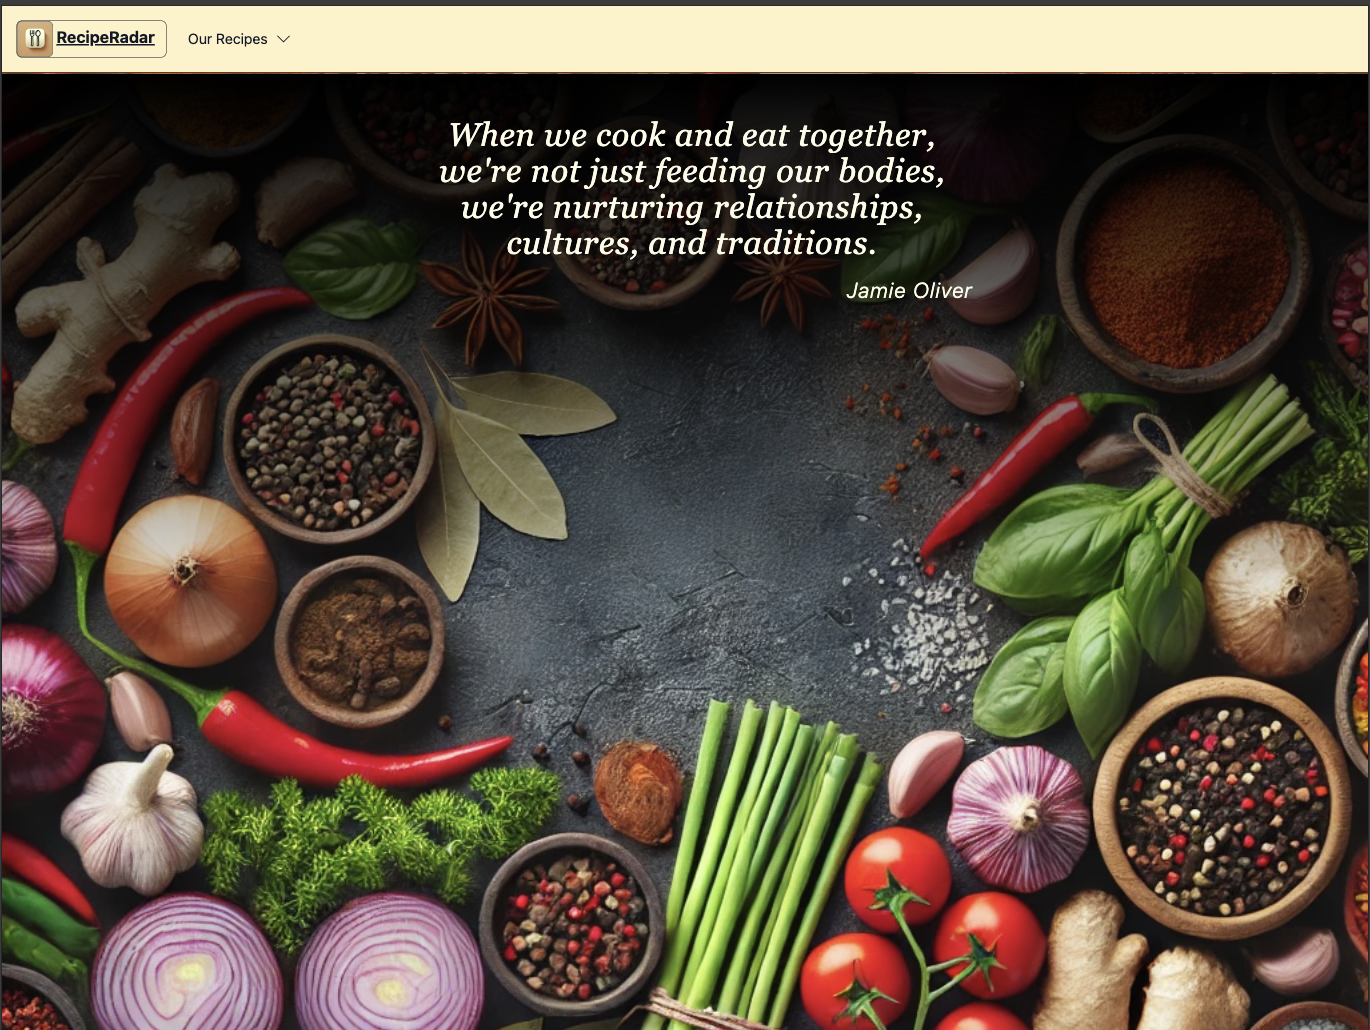 RecipeRadar
Our Recipes
When we cook and eat together,
we're not just feeding our bodies,
we're nurturing relationships,
cultures, and traditions.
Jamie Oliver